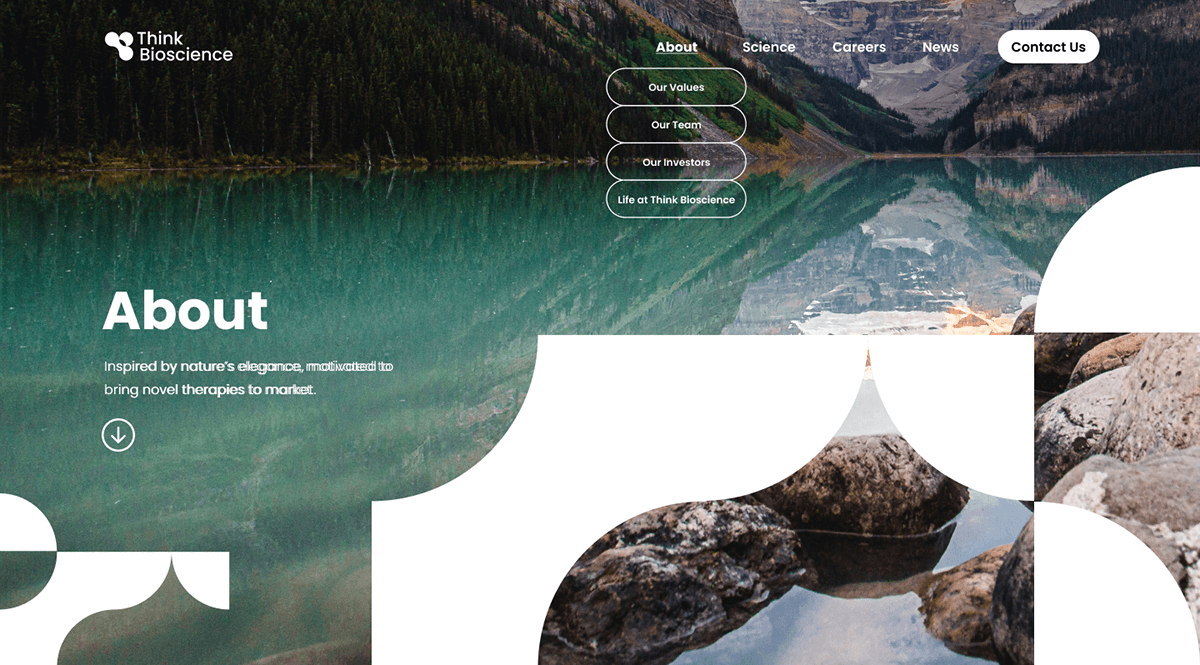 Think
Bioscience
About
Science
Careers
News
Contact Us
Our Values
Our Team
Our Investors
Life at Think Bioscience
About
Inspired by nature's elegance, motivated to
bring novel therapies to market.